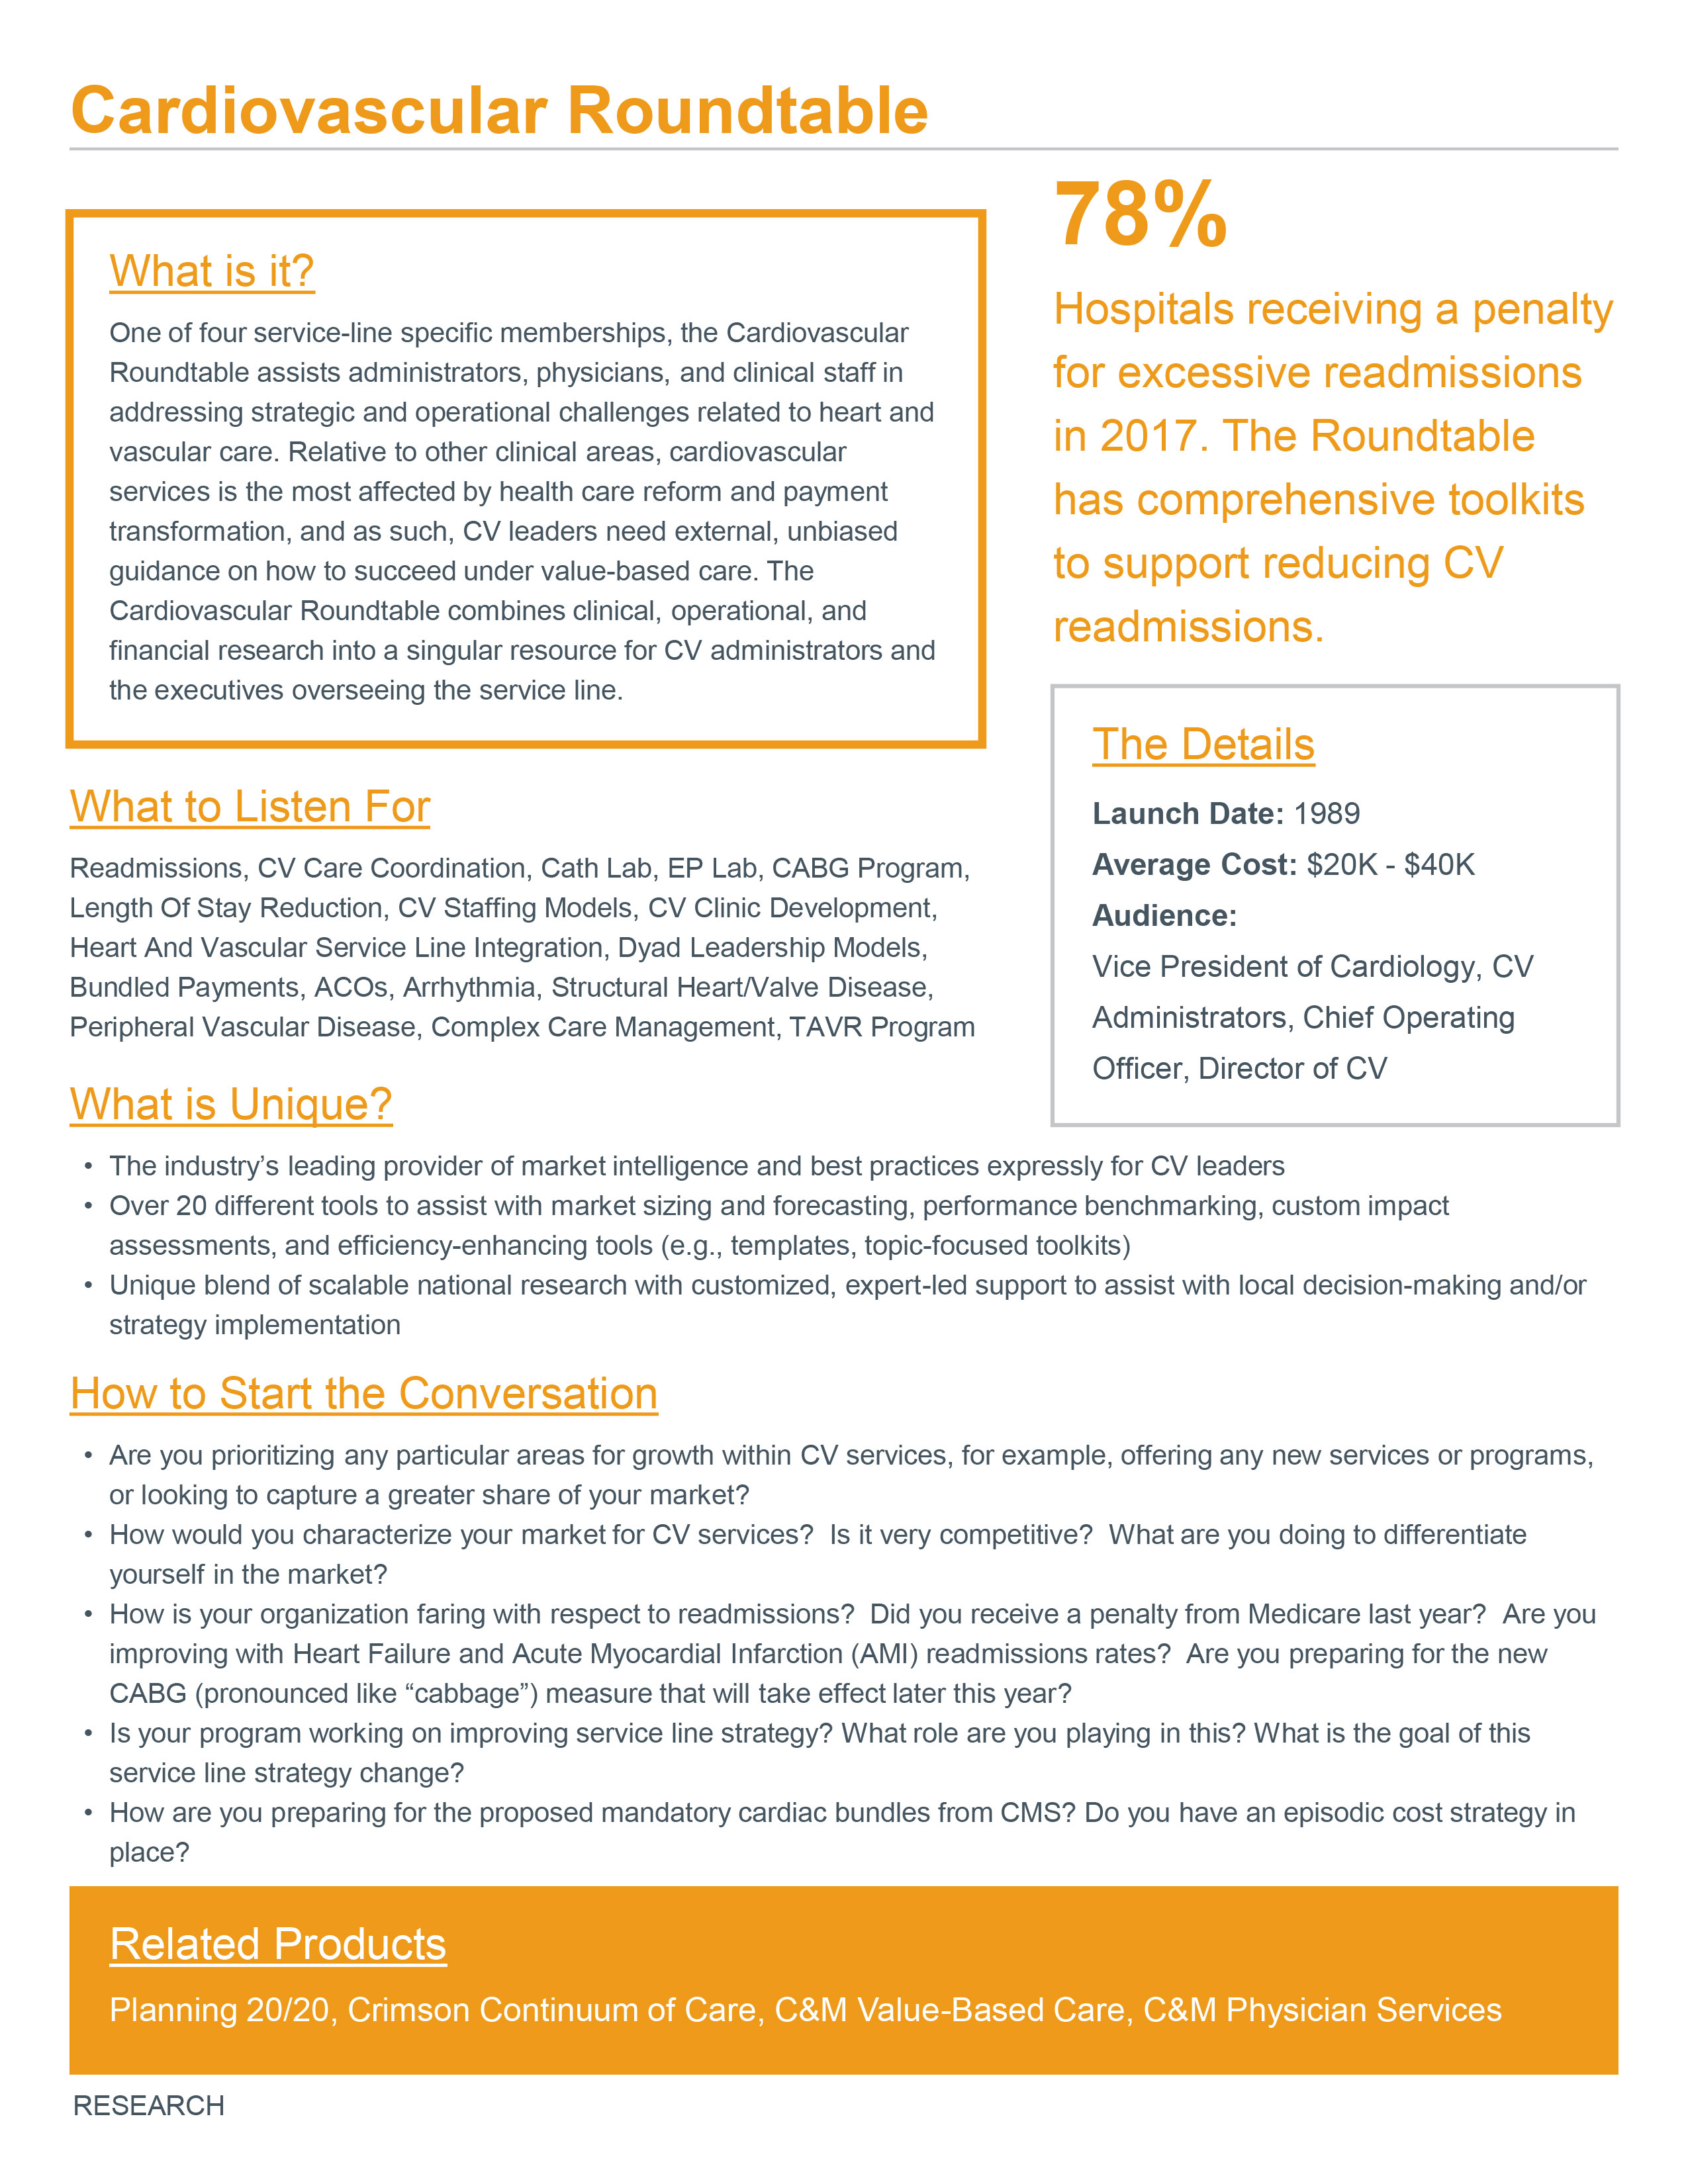 Cardiovascular Roundtable
What is it?
One of four service-line specific memberships, the Cardiovascular
Roundtable assists administrators, physicians, and clinical staff in
addressing strategic and operational challenges related to heart and
vascular care. Relative to other clinical areas, cardiovascular
services is the most affected by health care reform and payment
transformation, and as such, CV leaders need external, unbiased
guidance on how to succeed under value-based care. The
Cardiovascular Roundtable combines clinical, operational, and
financial research into a singular resource for CV administrators and
the executives overseeing the service line.
78%
Hospitals receiving a penalty
for excessive readmissions
in 2017. The Roundtable
has comprehensive toolkits
to support reducing CV
readmissions.
The Details
Launch Date: 1989
Average Cost: $20K - $40K
Audience:
Vice President of Cardiology, CV
Administrators, Chief Operating
Officer, Director of CV
What to Listen For
Readmissions, CV Care Coordination, Cath Lab, EP Lab, CABG Program,
Length Of Stay Reduction, CV Staffing Models, CV Clinic Development,
Heart And Vascular Service Line Integration, Dyad Leadership Models,
Bundled Payments, ACOs, Arrhythmia, Structural Heart/Valve Disease,
Peripheral Vascular Disease, Complex Care Management, TAVR Program
What is Unique?
• The industry’s leading provider of market intelligence and best practices expressly for CV leaders
• Over 20 different tools to assist with market sizing and forecasting, performance benchmarking, custom impact
assessments, and efficiency-enhancing tools (e.g., templates, topic-focused toolkits)
• Unique blend of scalable national research with customized, expert-led support to assist with local decision-making and/or
strategy implementation
How to Start the Conversation
• Are you prioritizing any particular areas for growth within CV services, for example, offering any new services or programs,
or looking to capture a greater share of your market?
• How would you characterize your market for CV services?  Is it very competitive?  What are you doing to differentiate
yourself in the market?
• How is your organization faring with respect to readmissions?  Did you receive a penalty from Medicare last year?  Are you
improving with Heart Failure and Acute Myocardial Infarction (AMI) readmissions rates?  Are you preparing for the new
CABG (pronounced like “cabbage”) measure that will take effect later this year?
• Is your program working on improving service line strategy? What role are you playing in this? What is the goal of this
service line strategy change?
• How are you preparing for the proposed mandatory cardiac bundles from CMS? Do you have an episodic cost strategy in
place?
Related Products
Planning 20/20, Crimson Continuum of Care, C&M Value-Based Care, C&M Physician Services
RESEARCH